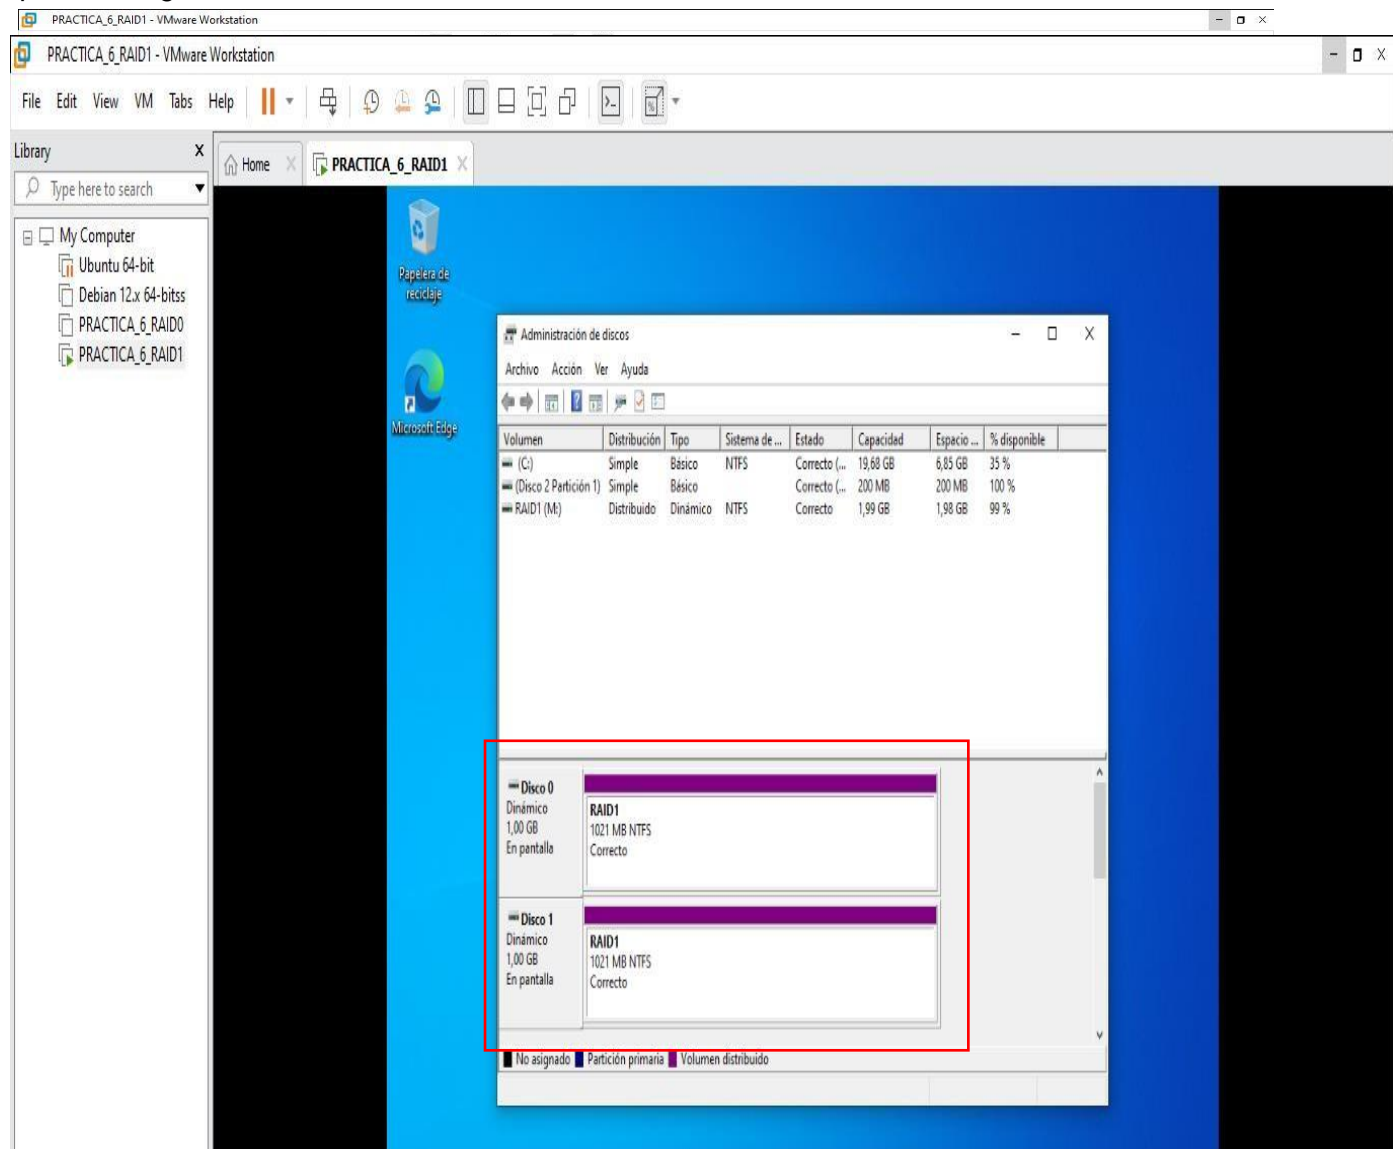 PRACTICA_6_RAID1 - VMware Workstation
PRACTICA_6_RAID1 - VMware Workstation
File Edit View VM Tabs Help
Library X
Home PRACTICA_6_RAID1
Type here to search
My Computer
Ubuntu 64-bit
Debian 12.x 64-bitss
PRACTICA_6_RAID0
PRACTICA_6_RAID1
Papelera de
reciclaje
Microsoft Edge
Administración de discos
Archivo Acción Ver Ayuda
Volumen Distribución Tipo Sistema de ... Estado Capacidad Espacio ... % disponible
(C:) Simple Básico NTFS Correcto (... 19,68 GB 6,85 GB 35 %
(Disco 2 Partición 1) Simple Básico Correcto (... 200 MB 200 MB 100 %
RAID1 (M:) Distribuido Dinámico NTFS Correcto 1,99 GB 1,98 GB 99 %
Disco 0
Dinámico
1,00 GB
En pantalla
RAID1
1021 MB NTFS
Correcto
Disco 1
Dinámico
1,00 GB
En pantalla
RAID1
1021 MB NTFS
Correcto
No asignado Partición primaria Volumen distribuido